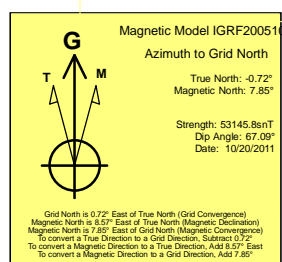 Magnetic Model IGRF200510
Azimuth to Grid North
G
T M
True North: -0.72°
Magnetic North: 7.85°
Strength: 53145.8snT
Dip Angle: 67.09°
Date: 10/20/2011
Grid North is 0.72° East of True North (Grid Convergence)
Magnetic North is 8.57° East of True North (Magnetic Declination)
Magnetic North is 7.85° East of Grid North (Magnetic Convergence)
To convert a True Direction to a Grid Direction, Subtract 0.72°
To convert a Magnetic Direction to a True Direction, Add 8.57° East
To convert a Magnetic Direction to a Grid Direction, Add 7.85°